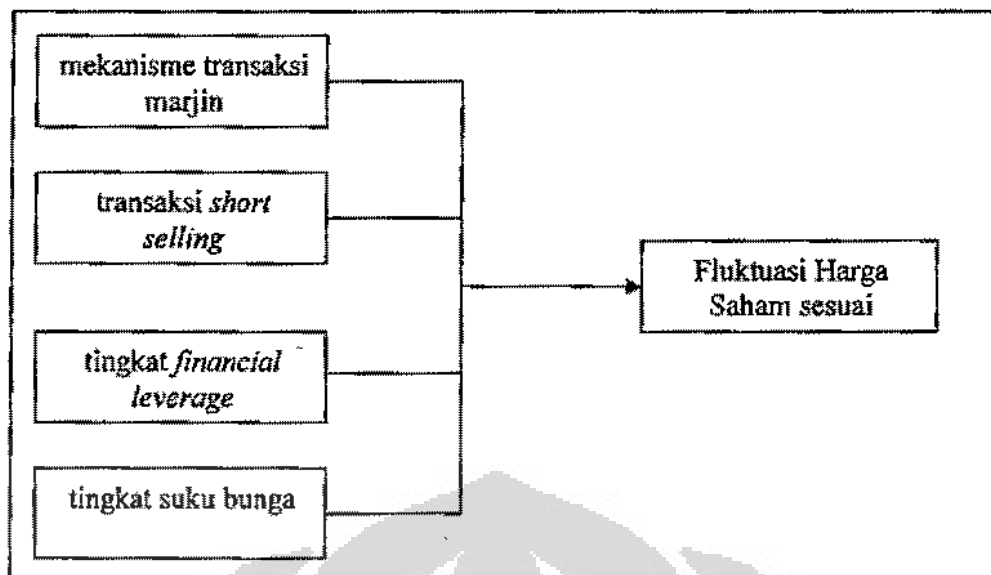 mekanisme transaksi
marjin
transaksi short
selling
tingkat financial
leverage
tingkat suku bunga
Fluktuasi Harga
Saham sesuai